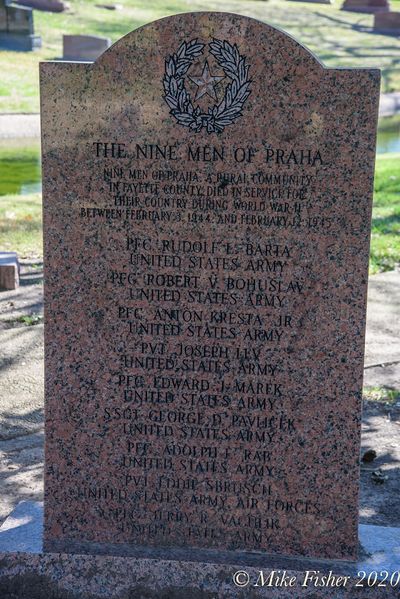 THE NINE MEN OF PRAHA
NINE MEN OF PRAHA, A RURAL COMMUNITY
IN FAYETTE COUNTY, DIED IN SERVICE FOR
THEIR COUNTRY DURING WORLD WAR II
BETWEEN FEBRUARY 3, 1944, AND FEBRUARY 12, 1945
PFC. RUDOLF L. BARTA
UNITED STATES ARMY
PFC. ROBERT V. BOHUSLAV
UNITED STATES ARMY
PFC. ANTON KRESTA JR.
UNITED STATES ARMY
PVT. JOSEPH LEV
UNITED STATES ARMY
PFC. EDWARD J. MAREK
UNITED STATES ARMY
S.SGT. GEORGE D. PAVLICEK
UNITED STATES ARMY
PFC. ADOLPH E. RAB
UNITED STATES ARMY
PVT. EDDIE SBRUSCH
UNITED STATES ARMY AIR FORCES
JERRY R. VACULIK
UNITED STATES ARMY
© Mike Fisher 2020